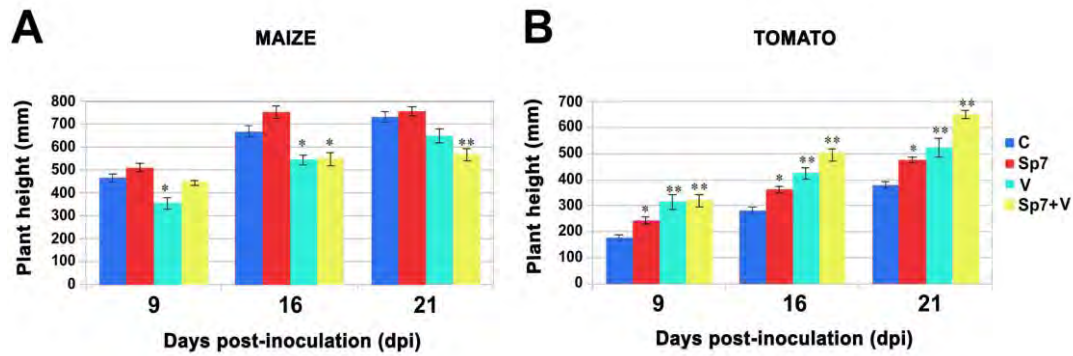 A
MAIZE
Plant height (mm)
800
700
600
500
400
300
200
100
0
*
* *
**
9 16 21
Days post-inoculation (dpi)
B
TOMATO
Plant height (mm)
700
600
500
400
300
200
100
0
* ** **
* ** **
* ** **
9 16 21
Days post-inoculation (dpi)
C
Sp7
V
Sp7+V